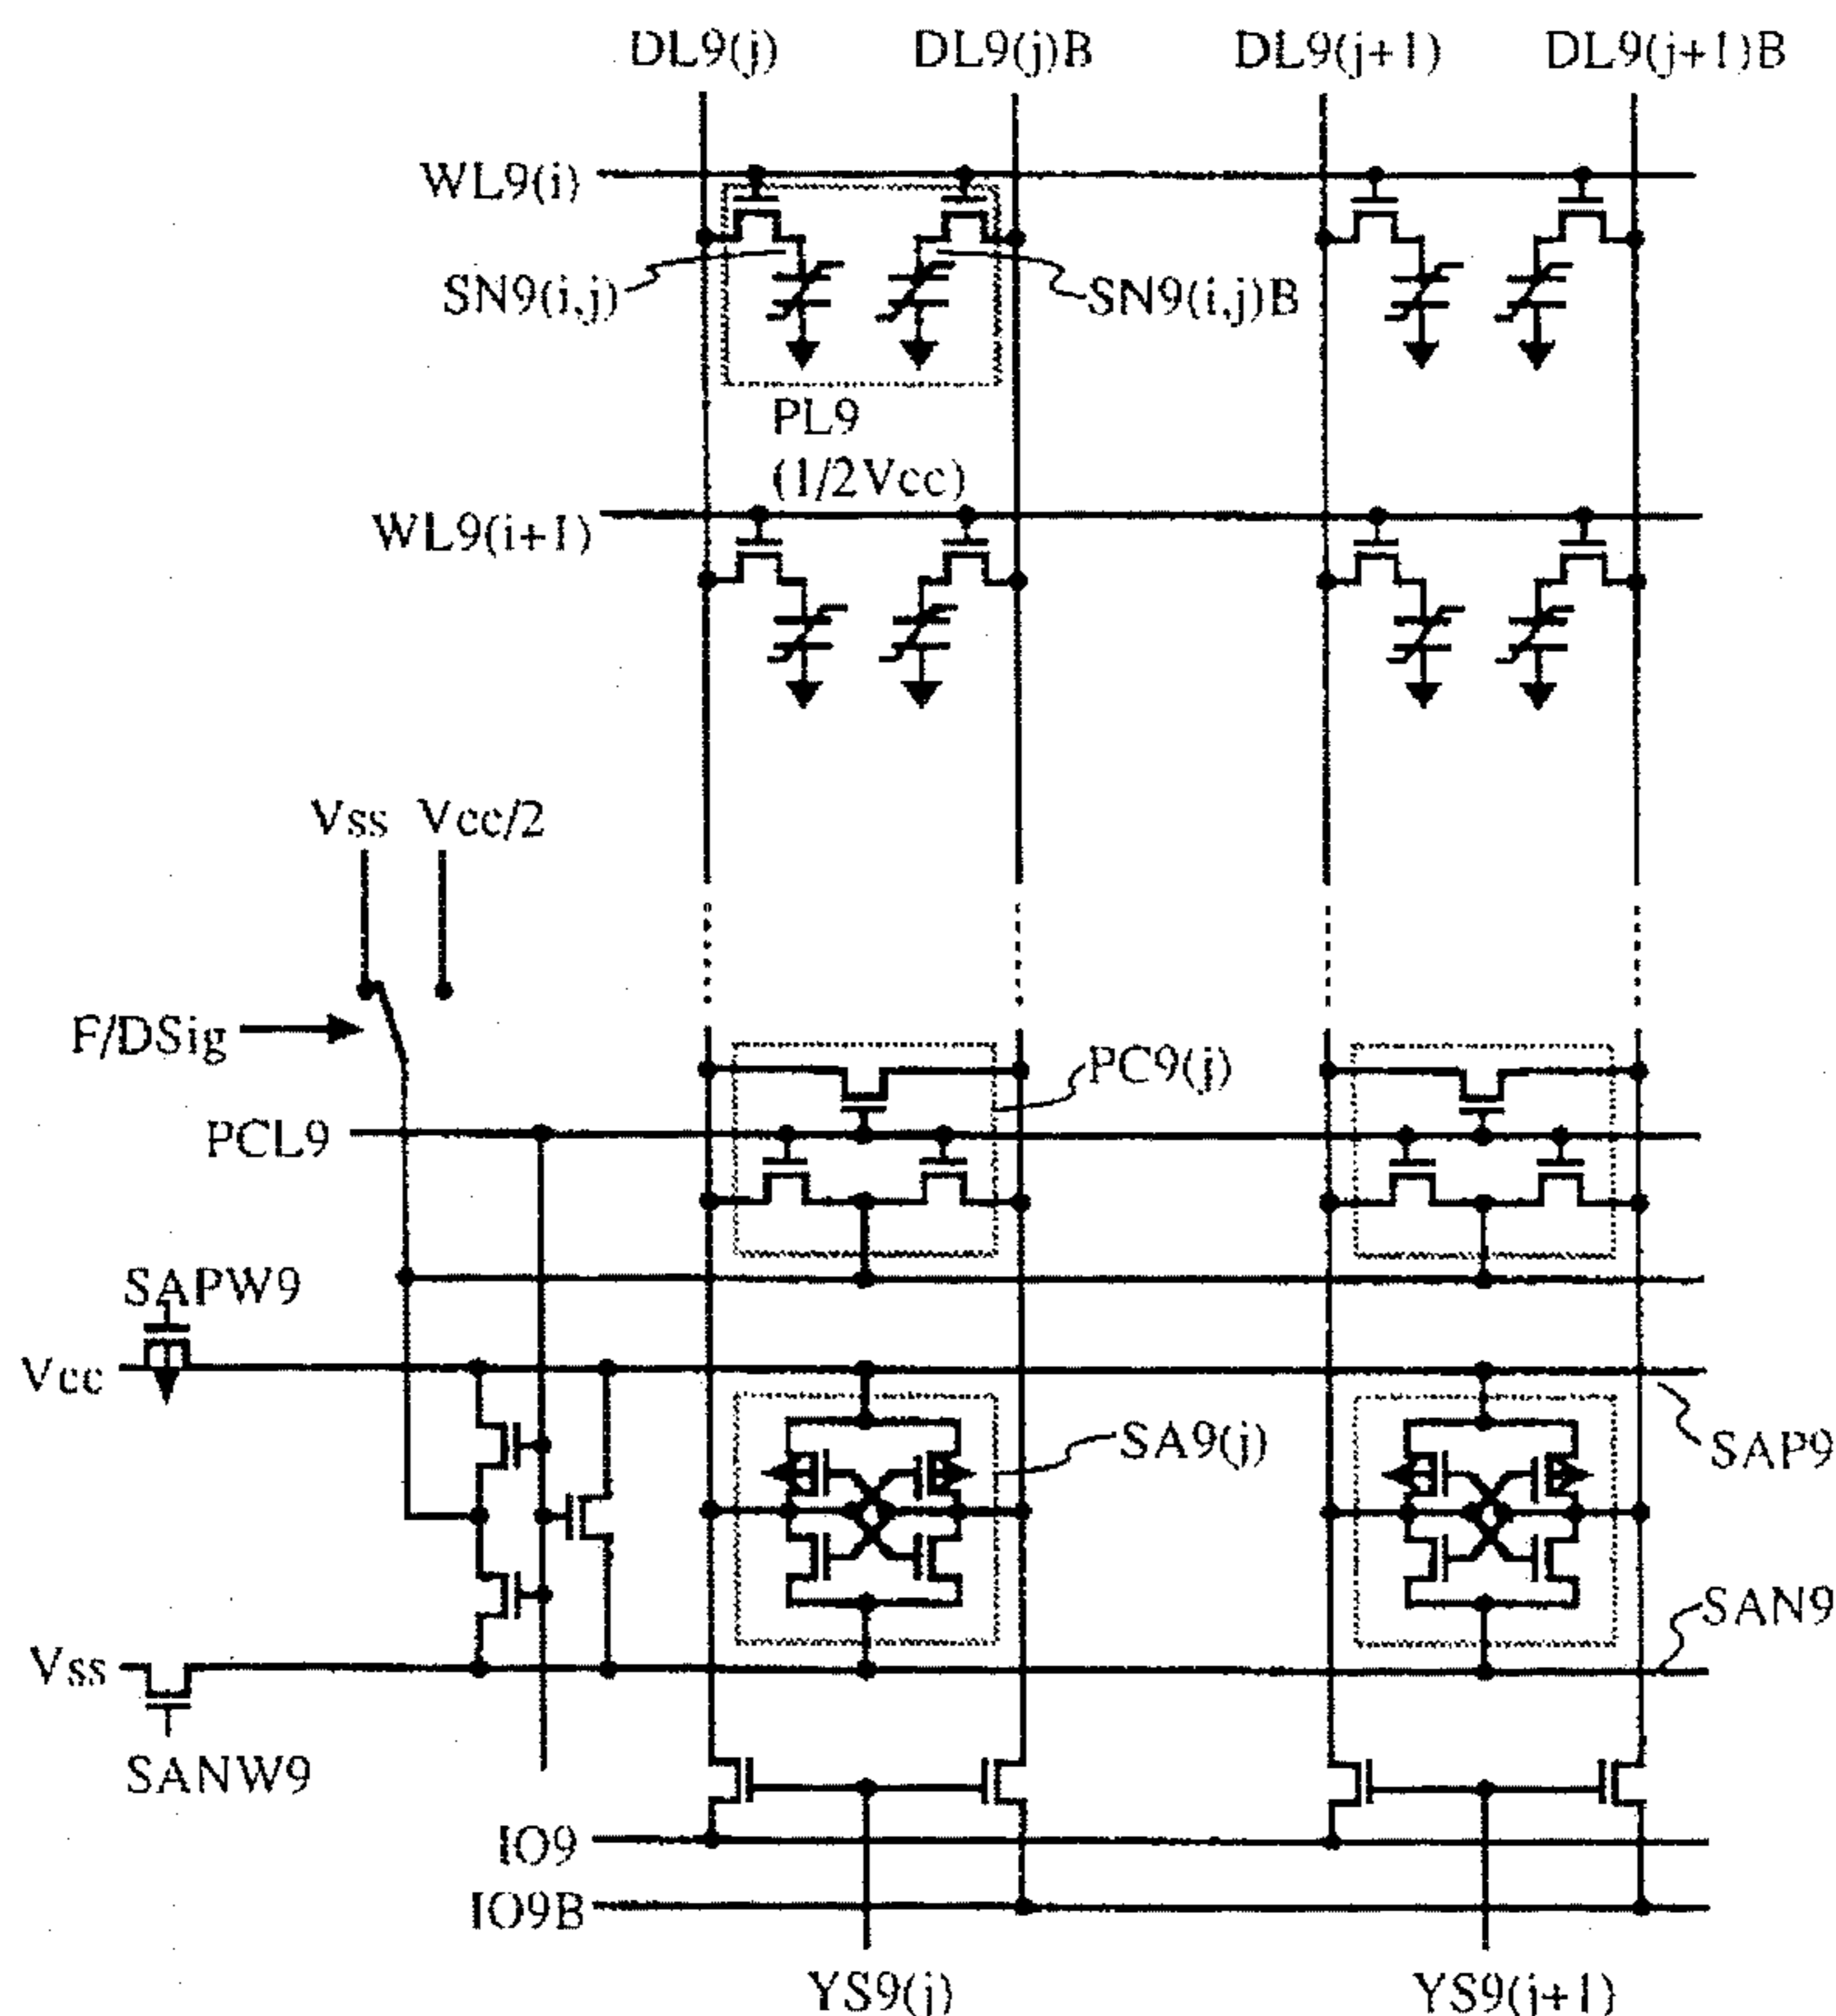 DL9(j) DL9(j)B DL9(j+1) DL9(j+1)B
WL9(i)
SN9(i,j) SN9(i,j)B
PL9
(1/2Vcc)
WL9(i+1)
Vss Vcc/2
F/DSig
PC9(j)
PCL9
SAPW9
Vcc
SA9(j)
SAP9
SAN9
Vss
SANW9
IO9
IO9B
YS9(j) YS9(j+1)